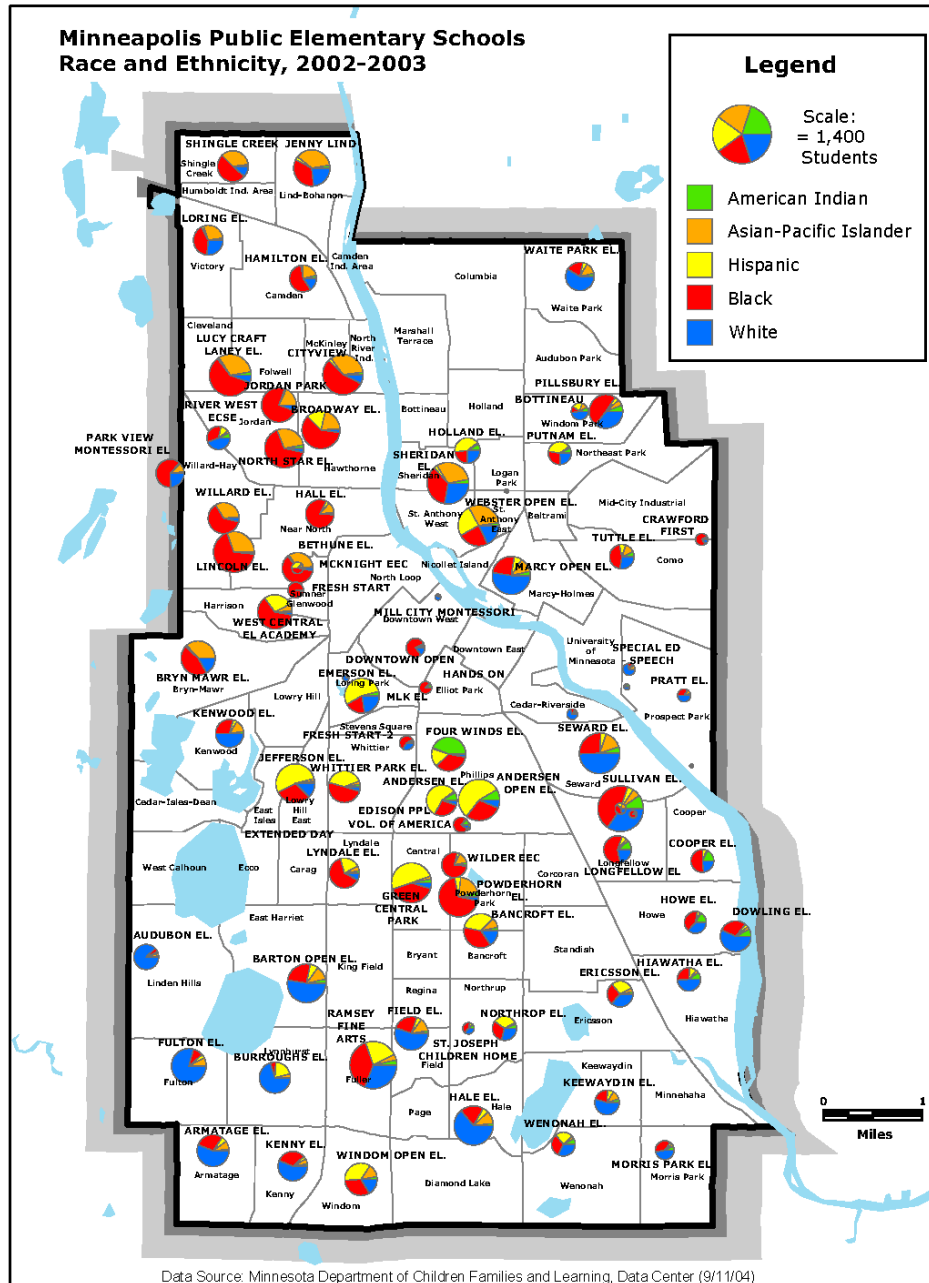 Minneapolis Public Elementary Schools
Race and Ethnicity, 2002-2003
Legend
Scale:
= 1,400
Students
American Indian
Asian-Pacific Islander
Hispanic
Black
White
SHINGLE CREEK
JENNY LIND
Shingle
Creek
Humboldt Ind. Area
Lind-Bohanon
LORING EL.
Victory
HAMILTON EL.
Camden
Camden
Ind. Area
Columbia
WAITE PARK EL.
Waite Park
Cleveland
LUCY CRAFT
LANEY EL.
Folwell
McKinley
CITYVIEW
North
River
Ind.
Marshall
Terrace
Audubon Park
JORDAN PARK
RIVER WEST
ECSE
Jordan
BROADWAY EL.
Bottineau
Holland
PILLSBURY EL.
BOTTINEAU
Windom Park
PARK VIEW
MONTESSORI EL
Willard-Hay
NORTH STAR EL.
Hawthorne
HOLLAND EL.
PUTNAM EL.
Northeast Park
SHERIDAN
EL.
Sheridan
Logan
Park
WILLARD EL.
HALL EL.
Near North
St. Anthony
West
WEBSTER OPEN EL.
St.
Anthony
East
Beltrami
Mid-City Industrial
CRAWFORD
FIRST
TUTTLE EL.
Como
LINCOLN EL.
BETHUNE EL.
MCKNIGHT EEC
North Loop
Nicollet Island
MARCY OPEN EL.
Marcy-Holmes
FRESH START
Sumner
Glenwood
Harrison
WEST CENTRAL
EL ACADEMY
MILL CITY MONTESSORI
Downtown West
BRYN MAWR EL.
Bryn-Mawr
DOWNTOWN OPEN
Downtown East
University
of
Minnesota
SPECIAL ED
SPEECH
EMERSON EL.
Loring Park
HANDS ON
Elliot Park
MLK EL
PRATT EL.
Prospect Park
Lowry Hill
Cedar-Riverside
KENWOOD EL.
Kenwood
Stevens Square
FRESH START-2
Whittier
FOUR WINDS EL.
SEWARD EL.
Seward
JEFFERSON EL.
WHITTIER PARK EL.
Phillips
ANDERSEN EL.
ANDERSEN
OPEN EL.
SULLIVAN EL.
Cedar-Isles-Dean
East
Isles
Lowry
Hill
East
EDISON PPL
VOL. OF AMERICA
Cooper
EXTENDED DAY
Lyndale
LYNDALE EL.
West Calhoun
Ecco
Carag
Central
WILDER EEC
Corcoran
Longfellow
LONGFELLOW EL
COOPER EL.
GREEN
CENTRAL
PARK
POWDERHORN
EL.
Powderhorn
Park
East Harriet
BANCROFT EL.
Bancroft
HOWE EL.
Howe
DOWLING EL.
AUDUBON EL.
Linden Hills
BARTON OPEN EL.
King Field
Bryant
Standish
HIAWATHA EL.
Hiawatha
ERICSSON EL.
Ericsson
Regina
Northrup
RAMSEY
FINE
ARTS
Fuller
FIELD EL.
NORTHROP EL.
ST. JOSEPH
CHILDREN HOME
Field
FULTON EL.
Fulton
Lynnhurst
BURROUGHS EL.
Keewaydin
KEEWAYDIN EL.
Minnehaha
HALE EL.
Hale
Page
WENONAH EL.
Wenonah
ARMATAGE EL.
Armatage
KENNY EL.
Kenny
WINDOM OPEN EL.
Windom
Diamond Lake
MORRIS PARK EL
Morris Park
0 1
Miles
Data Source: Minnesota Department of Children Families and Learning, Data Center (9/11/04)